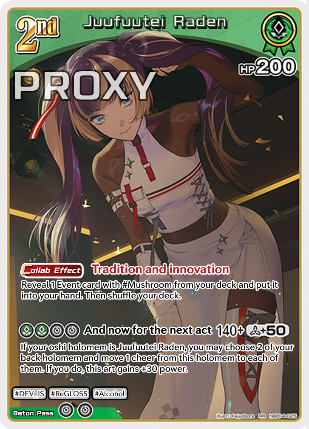 2nd
Juufuutei Raden
HP200
PROXY
Collab Effect Tradition and innovation
Reveal 1 Event card with #Mushroom from your deck and put it
into your hand. Then shuffle your deck.
And now for the next act 140+ +50
If your oshi holomem is Juufuutei Raden, you may choose 2 of your
back holomem and move 1 cheer from this holomem to each of
them. If you do, this art gains +30 power.
#DEV_IS #ReGLOSS #Alcohol
Baton Pass